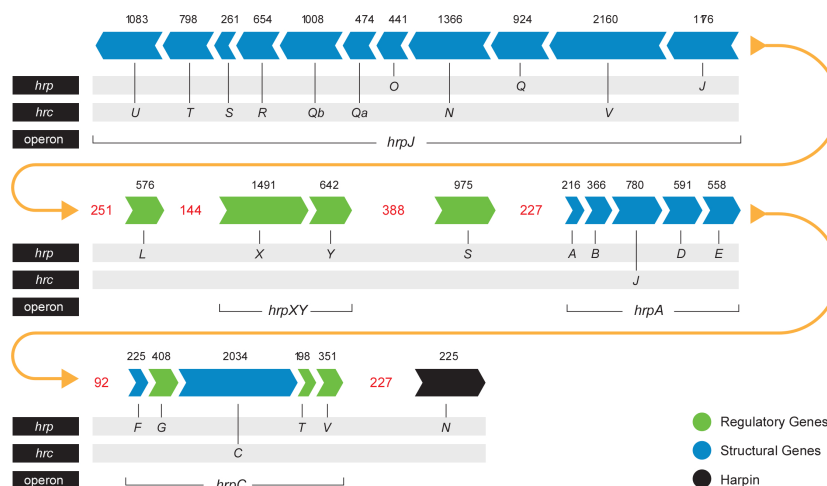 1083 798 261 654 1008 474 441 1366 924 2160 1176
hrp O Q J
hrc U T S R Qb Qa N V
operon hrpJ
576 1491 642 975 216 366 780 591 558
251 144 388 227
hrp L X Y S A B D E
hrc J
operon hrpXY hrpA
225 408 2034 198 351 225
92 227
hrp F G T V N
hrc C
operon hrpC
Regulatory Genes
Structural Genes
Harpin